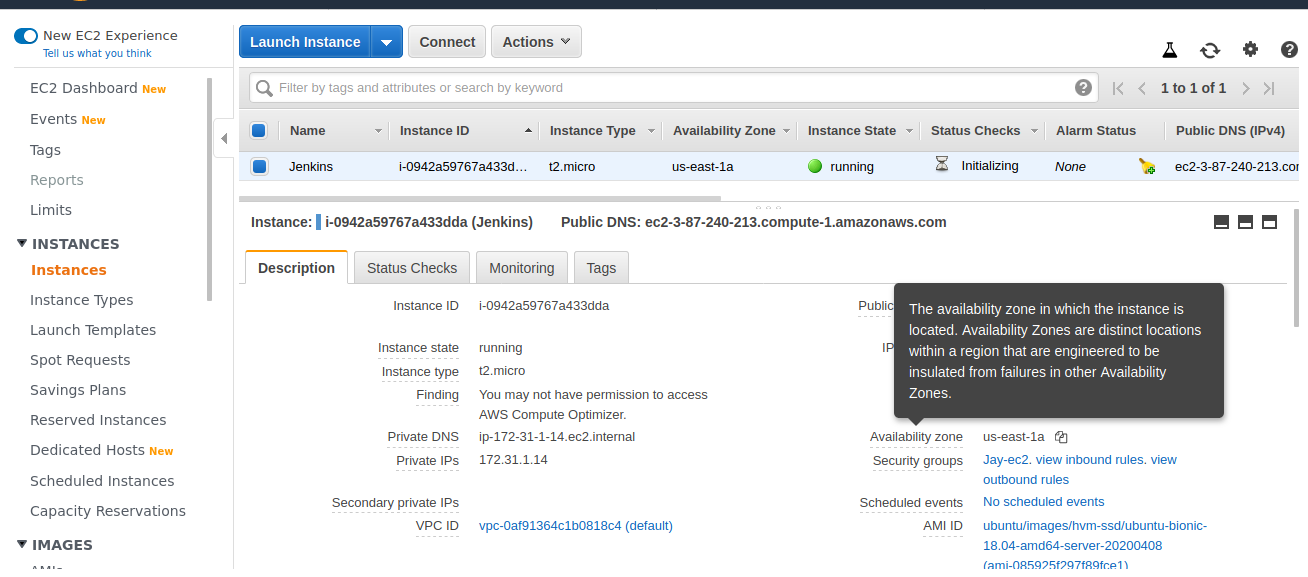 New EC2 Experience
Tell us what you think
EC2 Dashboard New
Events New
Tags
Reports
Limits
INSTANCES
Instances
Instance Types
Launch Templates
Spot Requests
Savings Plans
Reserved Instances
Dedicated Hosts New
Scheduled Instances
Capacity Reservations
IMAGES
AMIs
Launch Instance
Connect
Actions
Filter by tags and attributes or search by keyword
1 to 1 of 1
Name Instance ID Instance Type Availability Zone Instance State Status Checks Alarm Status Public DNS (IPv4)
Jenkins i-0942a59767a433d... t2.micro us-east-1a running Initializing None ec2-3-87-240-213.cor
Instance: i-0942a59767a433dda (Jenkins) Public DNS: ec2-3-87-240-213.compute-1.amazonaws.com
Description Status Checks Monitoring Tags
Instance ID i-0942a59767a433dda
Instance state running
Instance type t2.micro
Finding You may not have permission to access
AWS Compute Optimizer.
Private DNS ip-172-31-1-14.ec2.internal
Private IPs 172.31.1.14
Secondary private IPs
VPC ID vpc-0af91364c1b0818c4 (default)
Public
IP
The availability zone in which the instance is
located. Availability Zones are distinct locations
within a region that are engineered to be
insulated from failures in other Availability
Zones.
Availability zone us-east-1a
Security groups Jay-ec2. view inbound rules. view
outbound rules
Scheduled events No scheduled events
AMI ID ubuntu/images/hvm-ssd/ubuntu-bionic-
18.04-amd64-server-20200408
(ami-085925f297f89fce1)